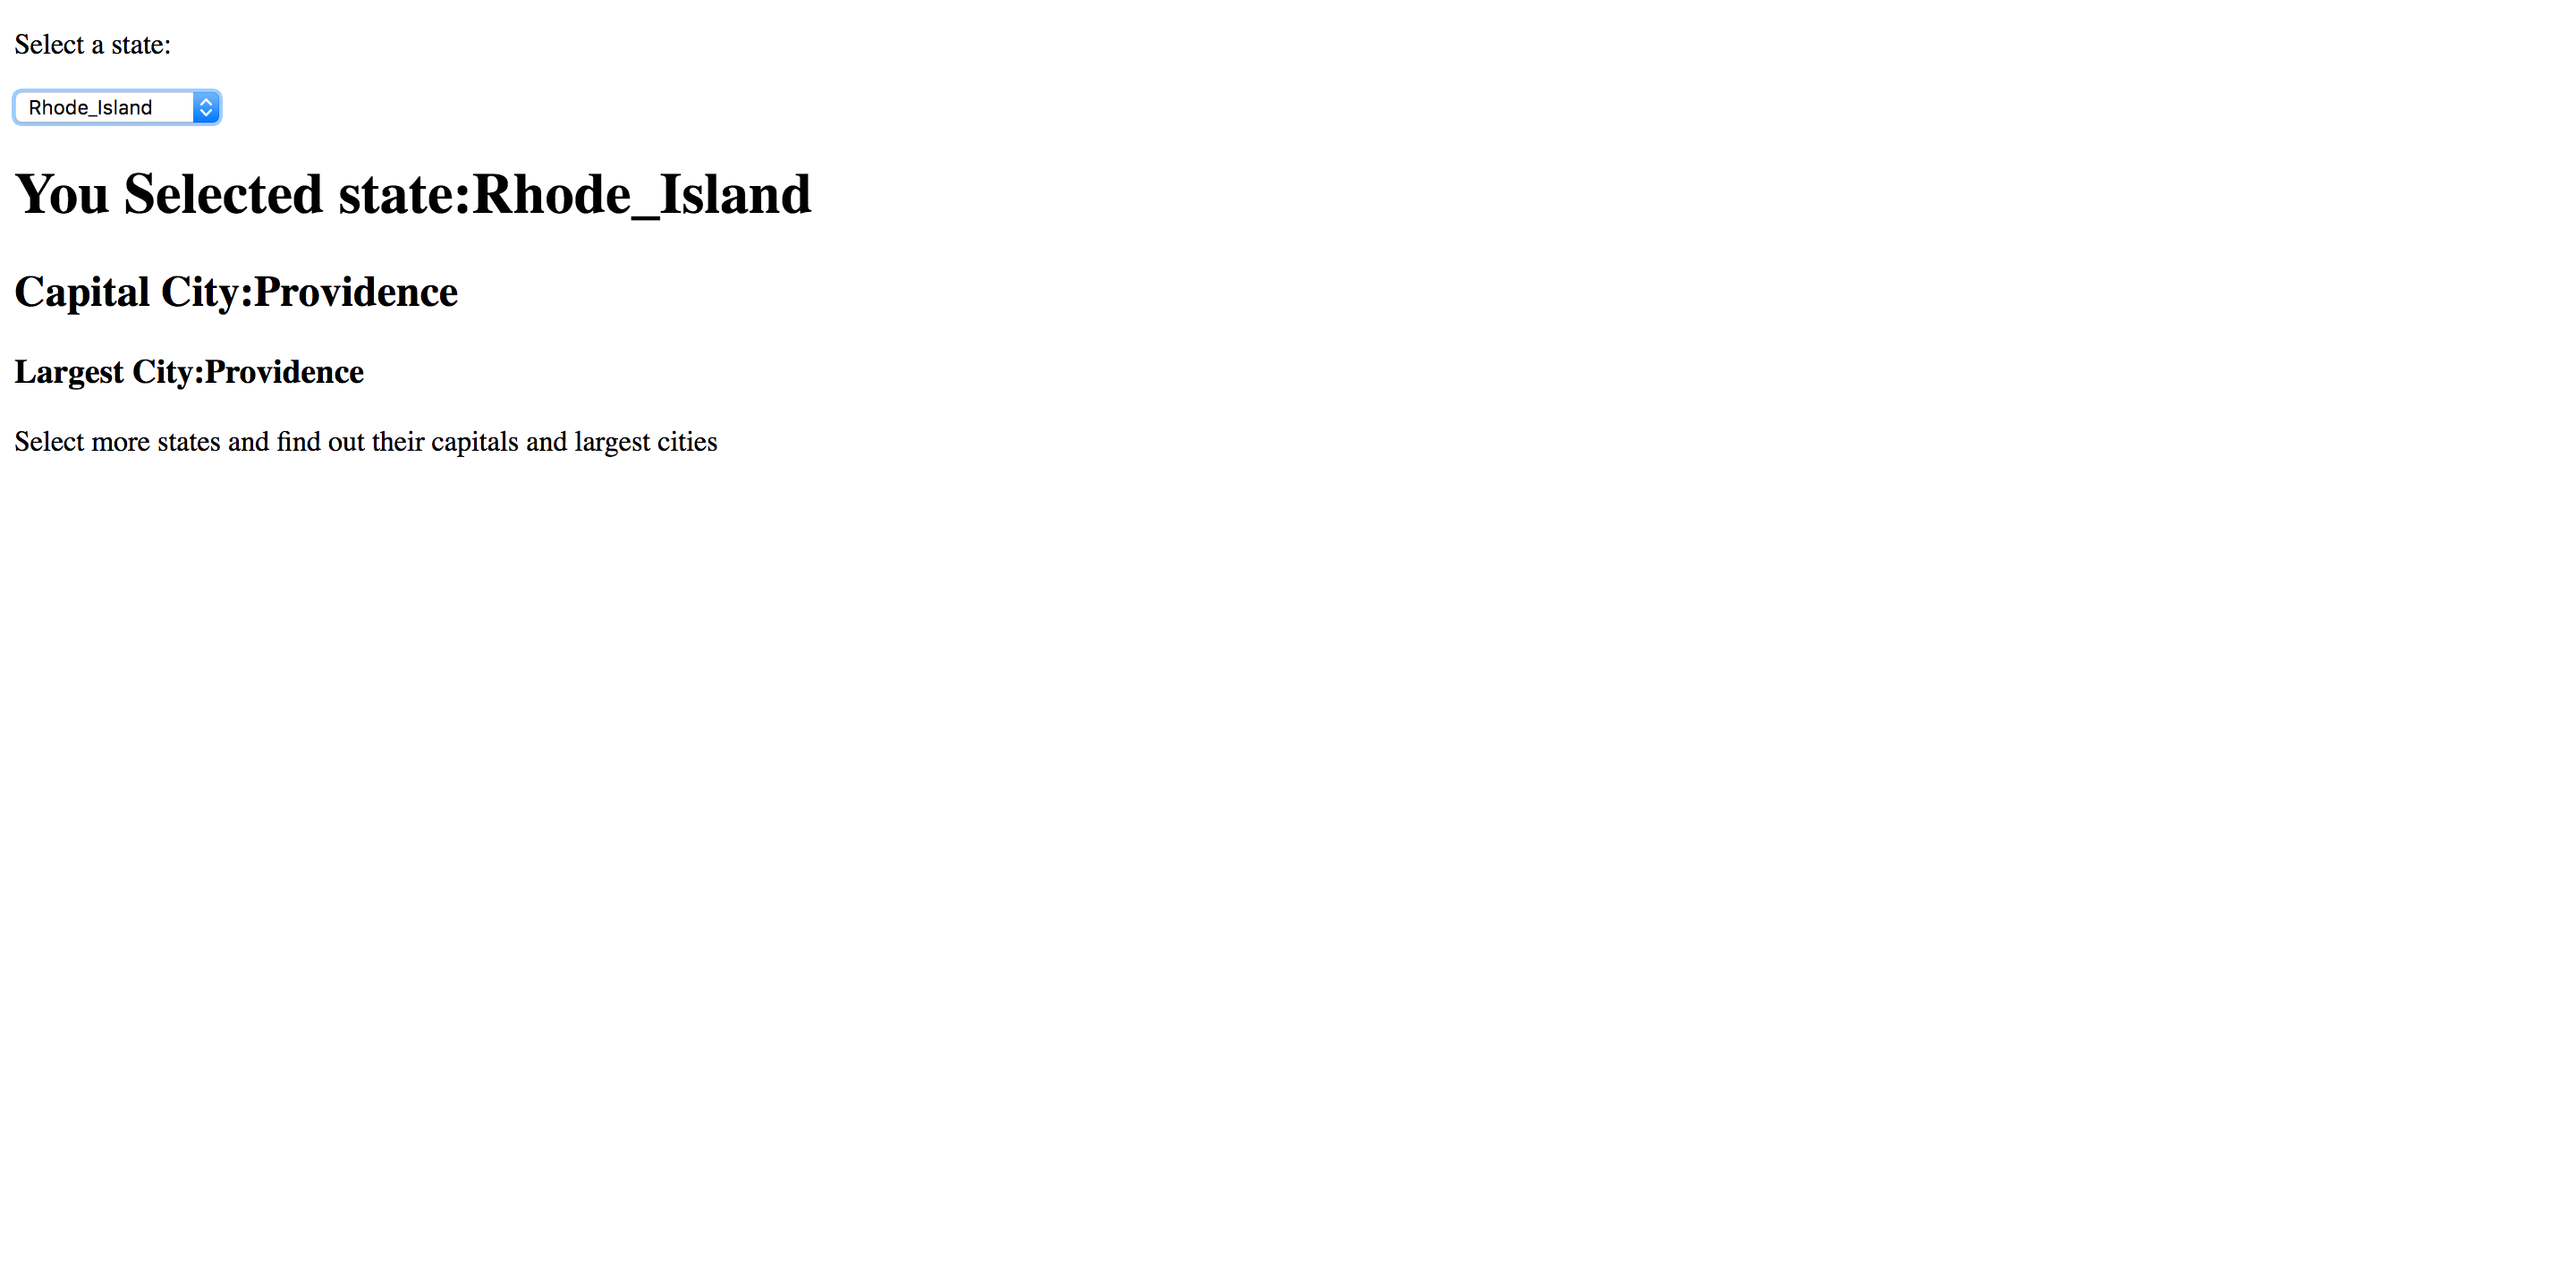 Select a state:
Rhode_Island
You Selected state:Rhode_Island
Capital City:Providence
Largest City:Providence
Select more states and find out their capitals and largest cities